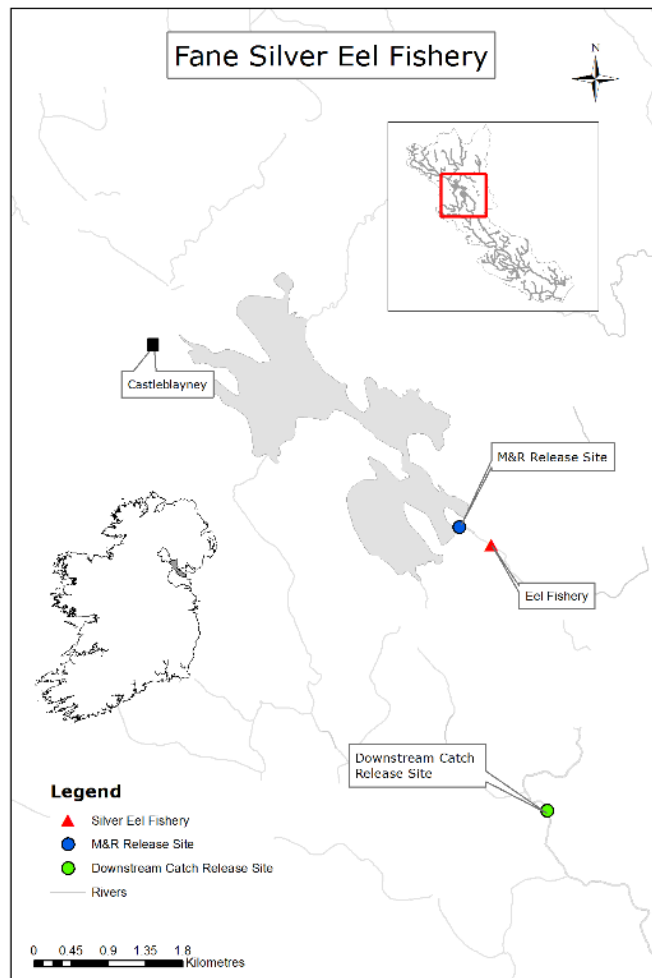 Fane Silver Eel Fishery
N
Castleblayney
M&R Release Site
Eel Fishery
Downstream Catch
Release Site
Legend
Silver Eel Fishery
M&R Release Site
Downstream Catch Release Site
Rivers
0 0.45 0.9 1.35 1.8
Kilometres